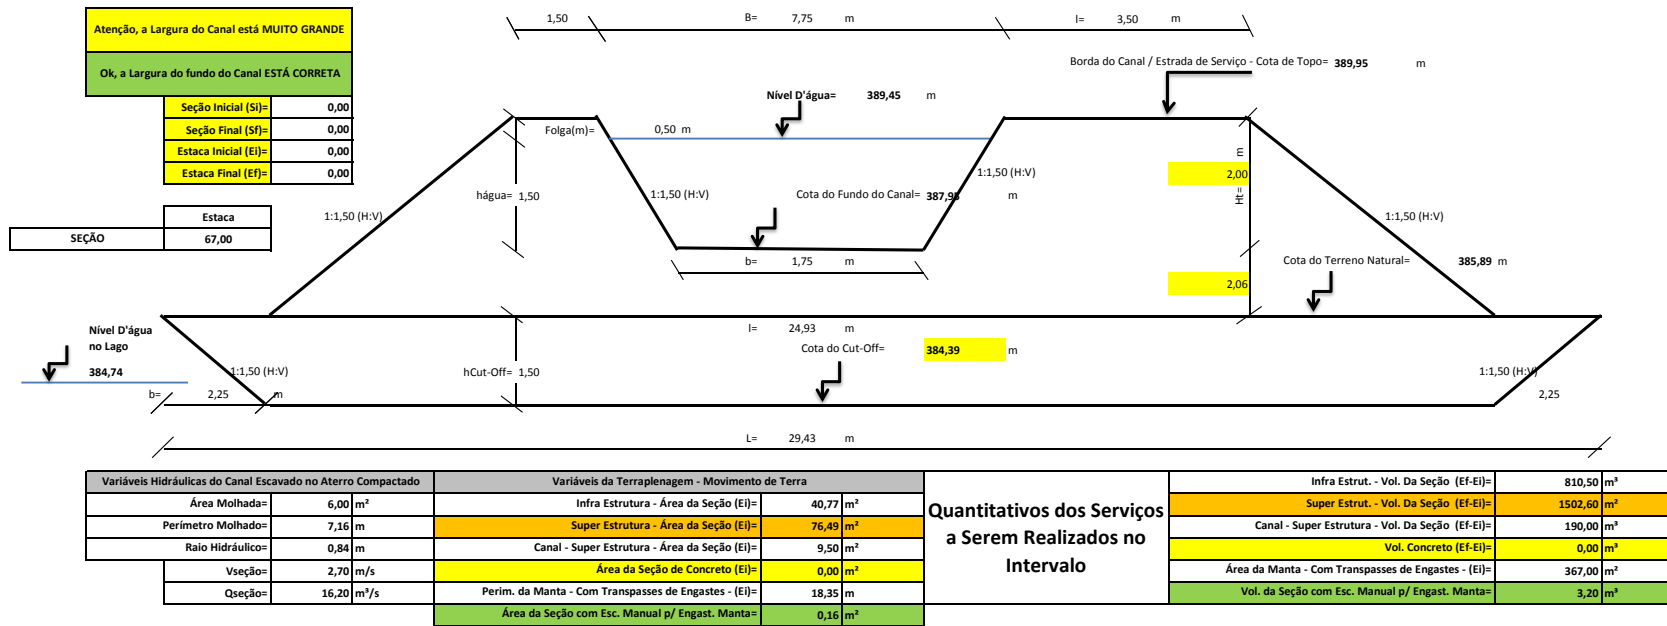 1,50 B= 7,75 m l= 3,50 m
Atenção, a Largura do Canal está MUITO GRANDE
Ok, a Largura do fundo do Canal ESTÁ CORRETA
Borda do Canal / Estrada de Serviço - Cota de Topo= 389,95 m
Nível D'água= 389,45 m
Seção Inicial (Si)= 0,00
Seção Final (Sf)= 0,00
Estaca Inicial (Ei)= 0,00
Estaca Final (Ef)= 0,00
Folga(m)= 0,50 m
hágua= 1,50
1:1,50 (H:V)
1:1,50 (H:V)
Cota do Fundo do Canal= 387,95 m
1:1,50 (H:V)
2,00
Ht= m
1:1,50 (H:V)
Estaca
SEÇÃO 67,00
b= 1,75 m
Cota do Terreno Natural= 385,89 m
2,06
Nível D'água
no Lago
384,74
l= 24,93 m
Cota do Cut-Off= 384,39 m
1:1,50 (H:V)
hCut-Off= 1,50
1:1,50 (H:V)
b= 2,25 m
2,25
L= 29,43 m
Variáveis Hidráulicas do Canal Escavado no Aterro Compactado
Área Molhada= 6,00 m²
Perímetro Molhado= 7,16 m
Raio Hidráulico= 0,84 m
Vseção= 2,70 m/s
Qseção= 16,20 m³/s
Variáveis da Terraplenagem - Movimento de Terra
Infra Estrutura - Área da Seção (Ei)= 40,77 m²
Super Estrutura - Área da Seção (Ei)= 76,49 m²
Canal - Super Estrutura - Área da Seção (Ei)= 9,50 m²
Área da Seção de Concreto (Ei)= 0,00 m²
Perim. da Manta - Com Transpasses de Engastes - (Ei)= 18,35 m
Área da Seção com Esc. Manual p/ Engast. Manta= 0,16 m²
Quantitativos dos Serviços
a Serem Realizados no
Intervalo
Infra Estrut. - Vol. Da Seção (Ef-Ei)= 810,50 m³
Super Estrut. - Vol. Da Seção (Ef-Ei)= 1502,60 m²
Canal - Super Estrutura - Vol. Da Seção (Ef-Ei)= 190,00 m³
Vol. Concreto (Ef-Ei)= 0,00 m³
Área da Manta - Com Transpasses de Engastes - (Ei)= 367,00 m²
Vol. da Seção com Esc. Manual p/ Engast. Manta= 3,20 m³